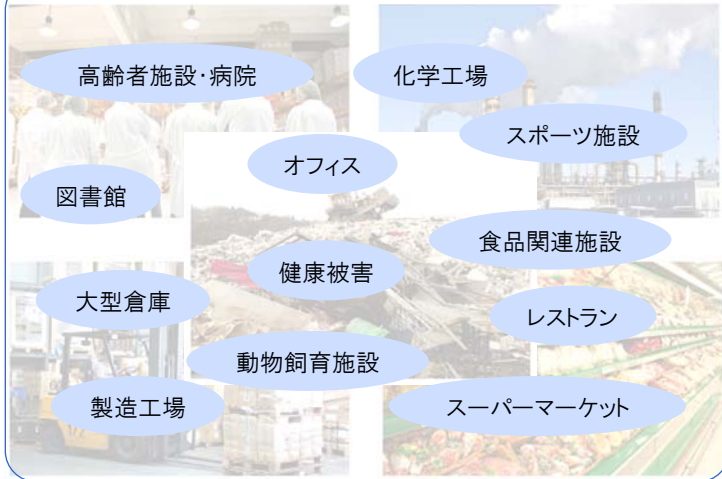 高齢者施設・病院
化学工場
スポーツ施設
オフィス
図書館
食品関連施設
健康被害
大型倉庫
レストラン
動物飼育施設
製造工場
スーパーマーケット